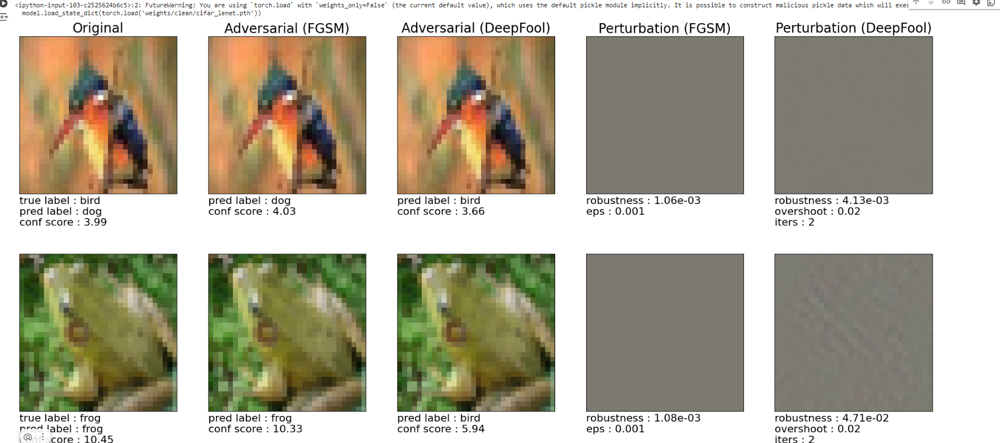 <ipython-input-103-c2525624b6c5>:2: FutureWarning: You are using `torch.load` with `weights_only=False` (the current default value), which uses the default pickle module implicitly. It is possible to construct malicious pickle data which will
model.load_state_dict(torch.load('weights/clean/cifar_lenet.pth'))
Original Adversarial (FGSM) Adversarial (DeepFool) Perturbation (FGSM) Perturbation (DeepFool)
true label : bird pred label : dog pred label : bird robustness : 1.06e-03 robustness : 4.13e-03
pred label : dog conf score : 4.03 conf score : 3.66 eps : 0.001 overshoot : 0.02
conf score : 3.99 iters : 2
true label : frog pred label : frog pred label : bird robustness : 1.08e-03 robustness : 4.71e-02
pred label : frog conf score : 10.33 conf score : 5.94 eps : 0.001 overshoot : 0.02
conf score : 10.45 iters : 2